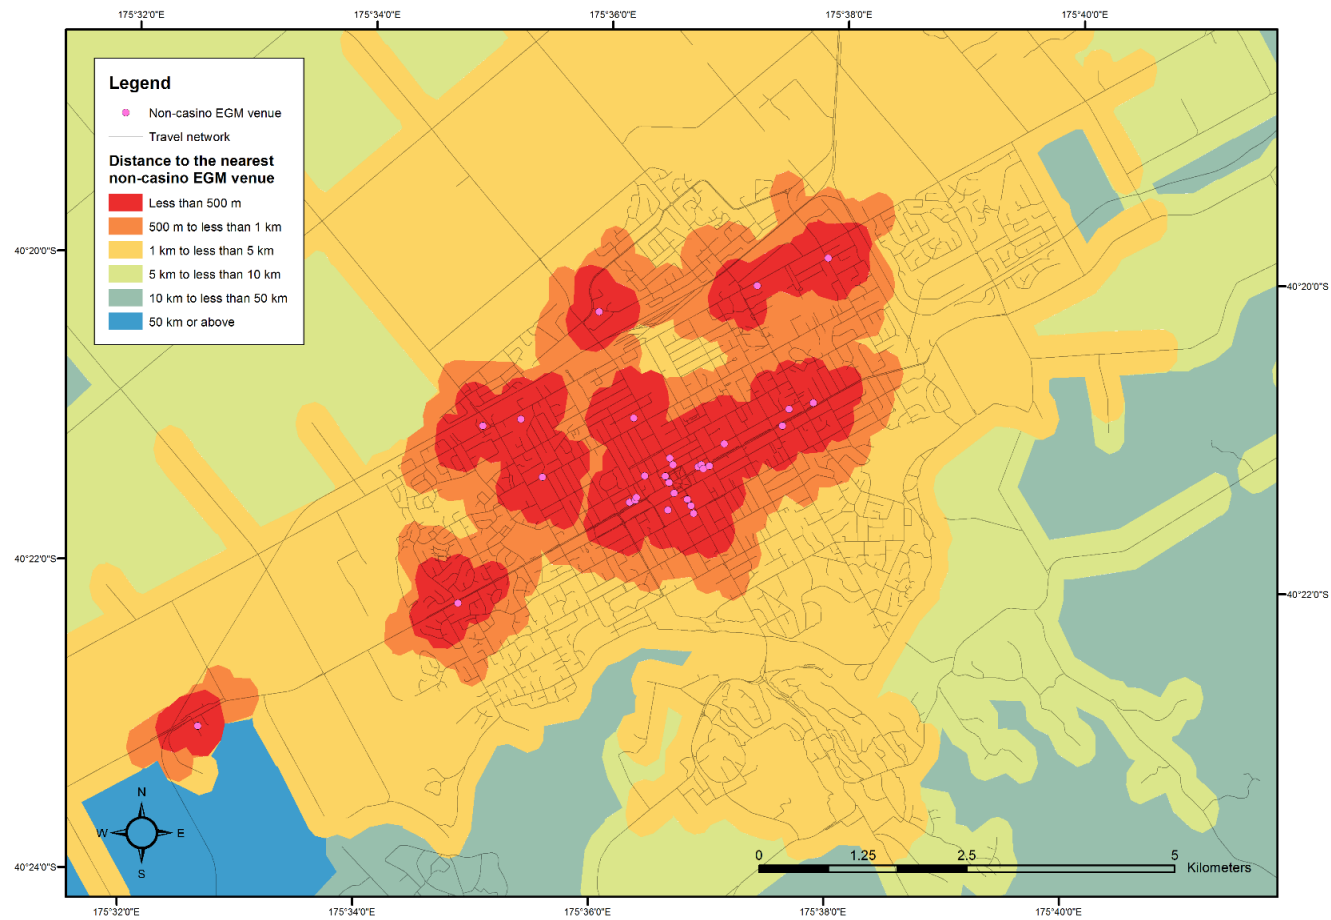 175°32'0"E 175°34'0"E 175°36'0"E 175°38'0"E 175°40'0"E
Legend
Non-casino EGM venue
Travel network
Distance to the nearest
non-casino EGM venue
Less than 500 m
500 m to less than 1 km
1 km to less than 5 km
5 km to less than 10 km
10 km to less than 50 km
50 km or above
40°20'0"S
40°20'0"S
40°22'0"S
40°22'0"S
N
W E
S
0 1.25 2.5 5
Kilometers
40°24'0"S
175°32'0"E 175°34'0"E 175°36'0"E 175°38'0"E 175°40'0"E